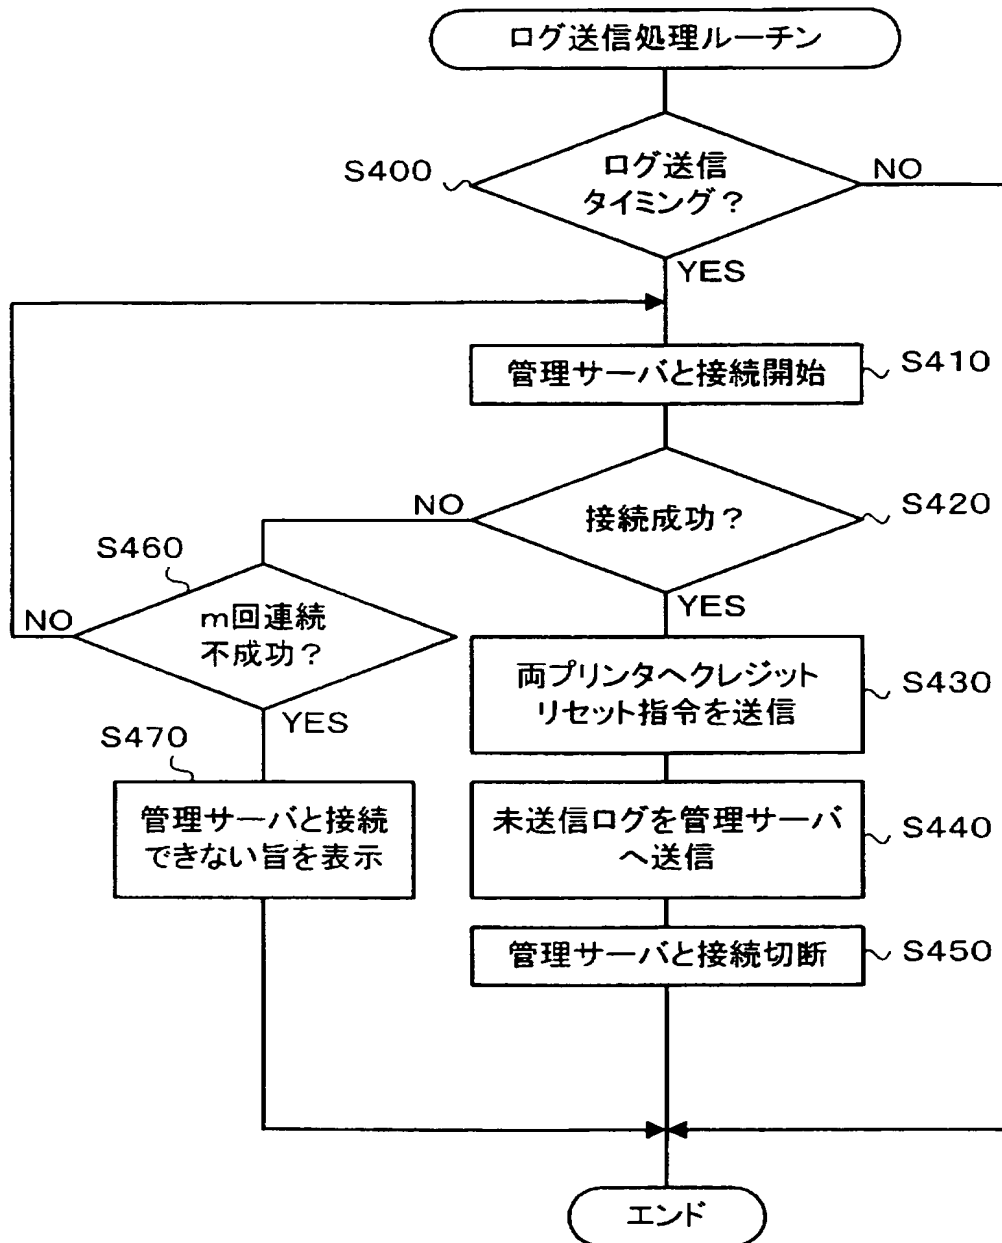 ログ送信処理ルーチン
S400
ログ送信
タイミング？
NO
YES
管理サーバと接続開始
S410
接続成功？
S420
NO
YES
S460
m回連続
不成功？
NO
YES
両プリンタへクレジット
リセット指令を送信
S430
S470
管理サーバと接続
できない旨を表示
未送信ログを管理サーバ
へ送信
S440
管理サーバと接続切断
S450
エンド